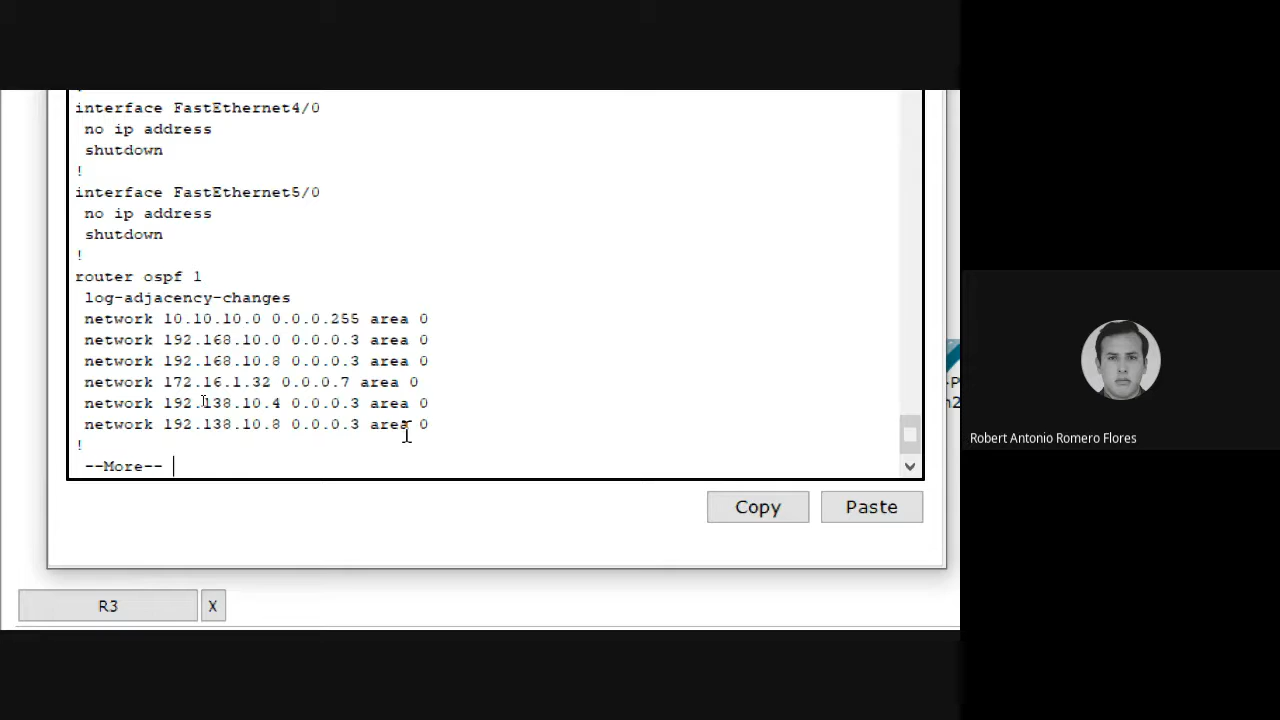 interface FastEthernet4/0
no ip address
shutdown
!
interface FastEthernet5/0
no ip address
shutdown
!
router ospf 1
log-adjacency-changes
network 10.10.10.0 0.0.0.255 area 0
network 192.168.10.0 0.0.0.3 area 0
network 192.168.10.8 0.0.0.3 area 0
network 172.16.1.32 0.0.0.7 area 0
network 192.138.10.4 0.0.0.3 area 0
network 192.138.10.8 0.0.0.3 area 0
!
--More--
Copy
Paste
R3
X
Robert Antonio Romero Flores